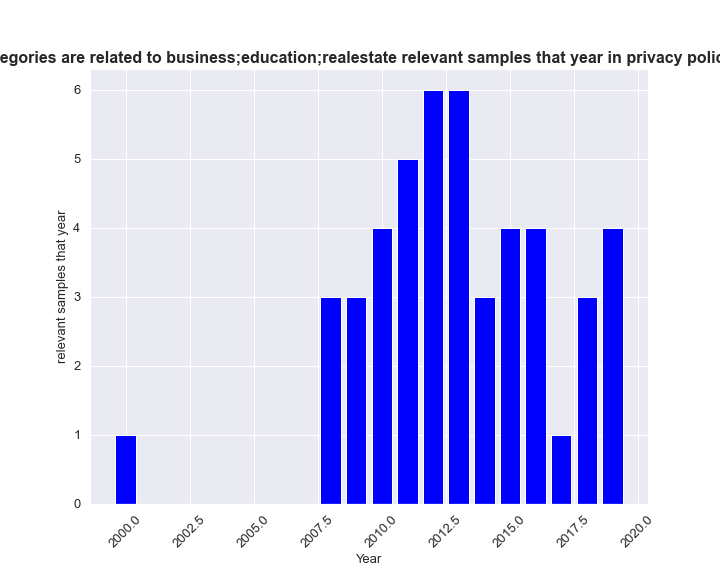 egories are related to business;education;realestate relevant samples that year in privacy polic
6
5
4
3
2
1
0
relevant samples that year
2000.0 2002.5 2005.0 2007.5 2010.0 2012.5 2015.0 2017.5 2020.0
Year